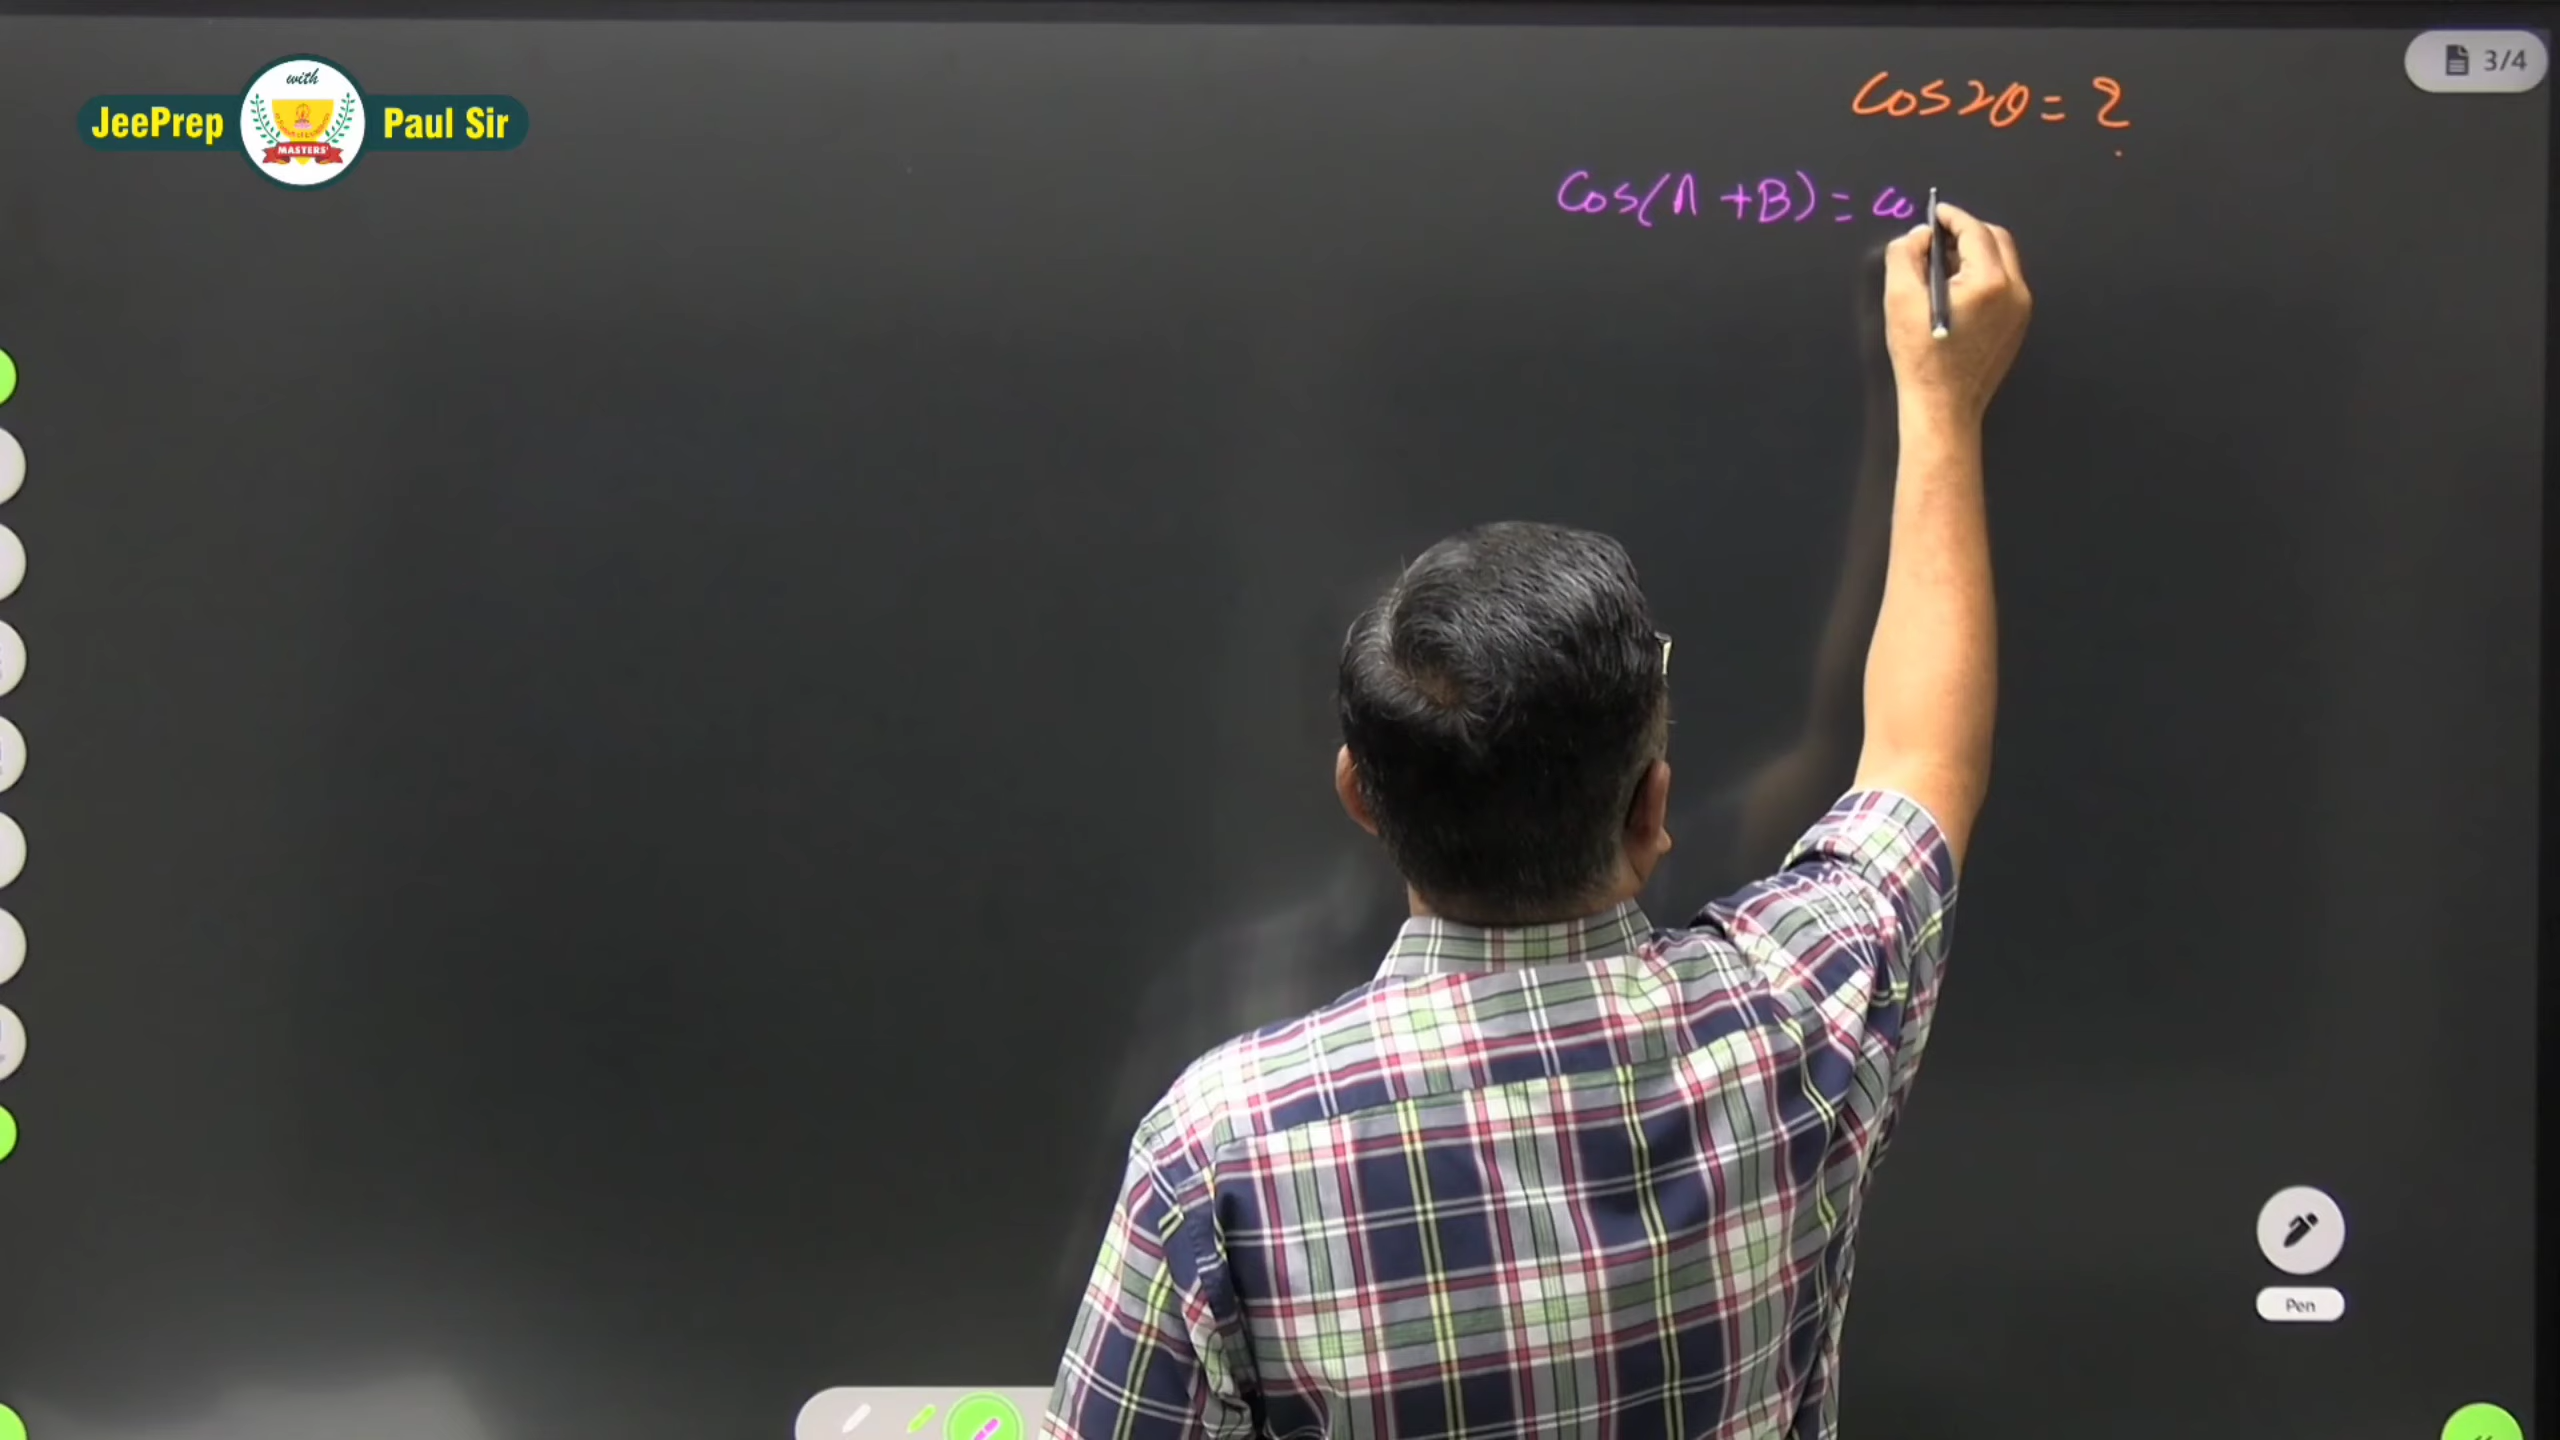 JeePrep with Paul Sir
MASTERS'
3/4
Cos2θ = ?
Cos(A + B) = co
Pen